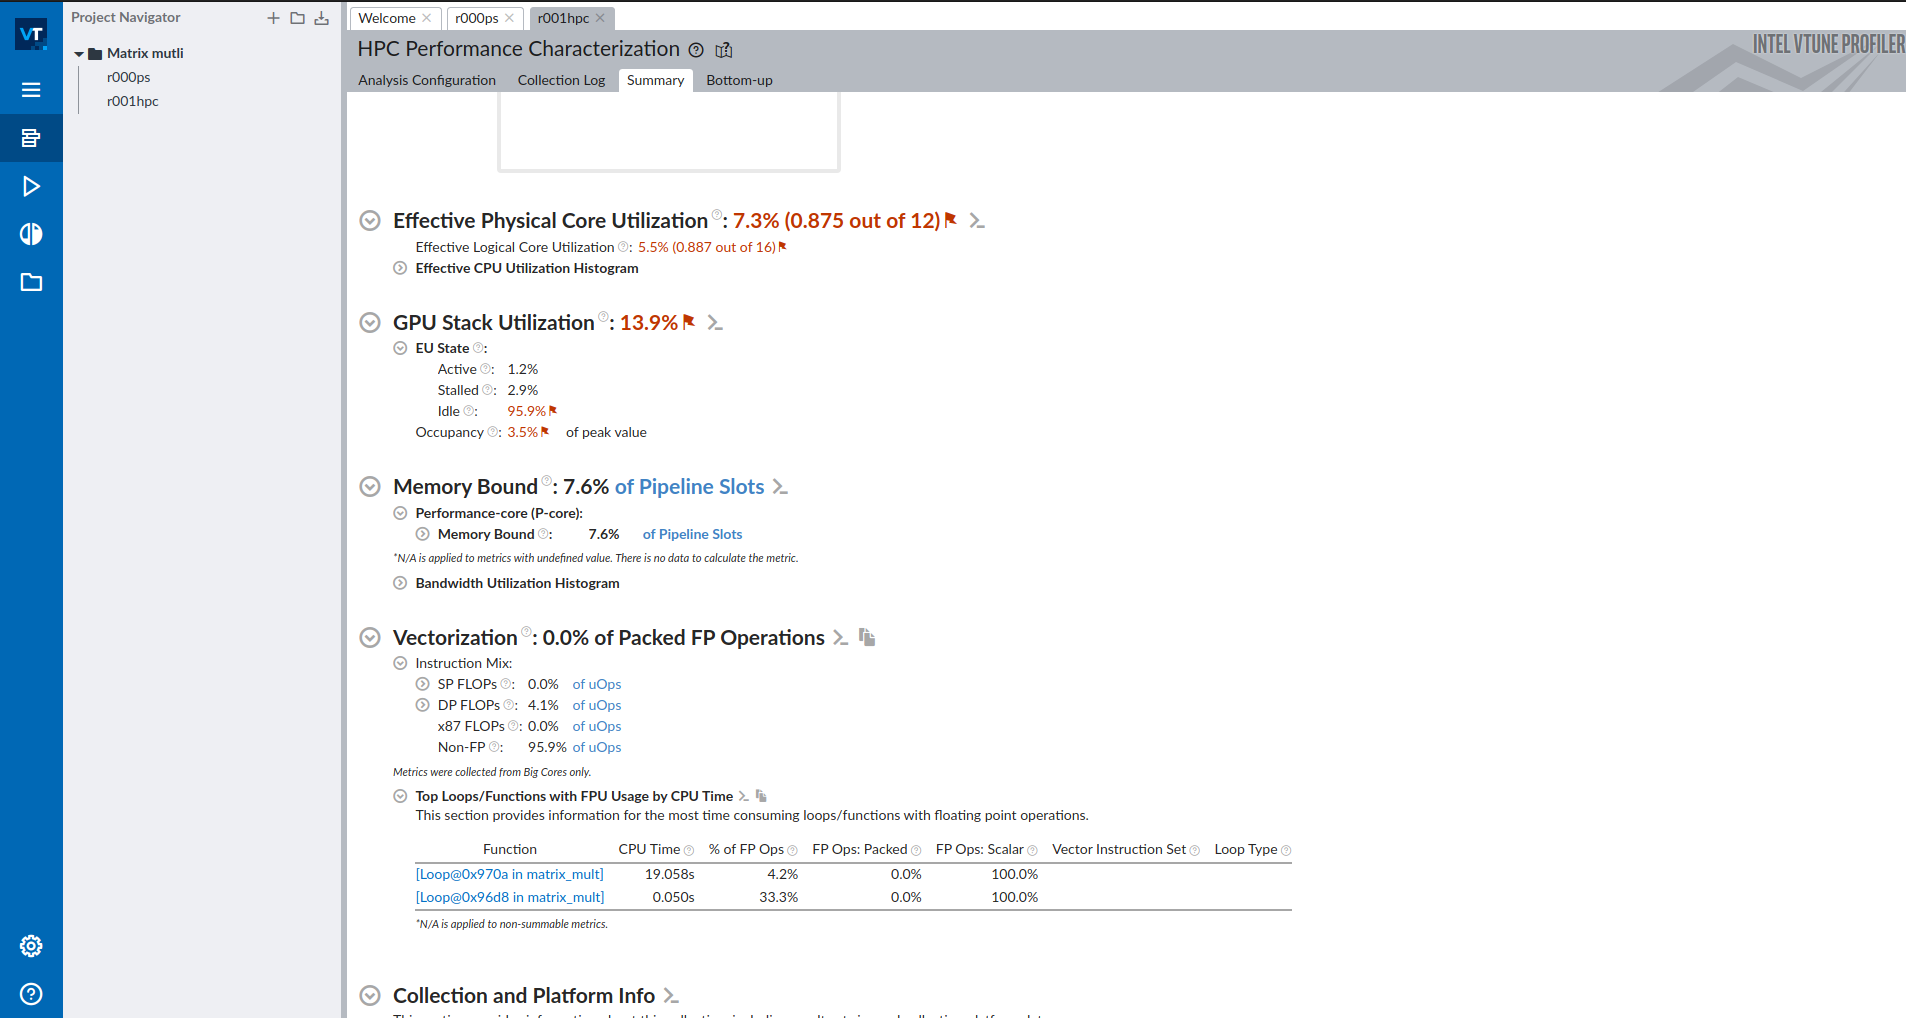 VT
Project Navigator
Matrix mutli
r000ps
r001hpc
Welcome
r000ps
r001hpc
HPC Performance Characterization
INTEL VTUNE PROFILER
Analysis Configuration
Collection Log
Summary
Bottom-up
Effective Physical Core Utilization : 7.3% (0.875 out of 12)
Effective Logical Core Utilization : 5.5% (0.887 out of 16)
Effective CPU Utilization Histogram
GPU Stack Utilization : 13.9%
EU State :
Active : 1.2%
Stalled : 2.9%
Idle : 95.9%
Occupancy : 3.5% of peak value
Memory Bound : 7.6% of Pipeline Slots
Performance-core (P-core):
Memory Bound : 7.6% of Pipeline Slots
*N/A is applied to metrics with undefined value. There is no data to calculate the metric.
Bandwidth Utilization Histogram
Vectorization : 0.0% of Packed FP Operations
Instruction Mix:
SP FLOPs : 0.0% of uOps
DP FLOPs : 4.1% of uOps
x87 FLOPs : 0.0% of uOps
Non-FP : 95.9% of uOps
Metrics were collected from Big Cores only.
Top Loops/Functions with FPU Usage by CPU Time
This section provides information for the most time consuming loops/functions with floating point operations.
Function CPU Time % of FP Ops FP Ops: Packed FP Ops: Scalar Vector Instruction Set Loop Type
[Loop@0x970a in matrix_mult] 19.058s 4.2% 0.0% 100.0%
[Loop@0x96d8 in matrix_mult] 0.050s 33.3% 0.0% 100.0%
*N/A is applied to non-summable metrics.
Collection and Platform Info